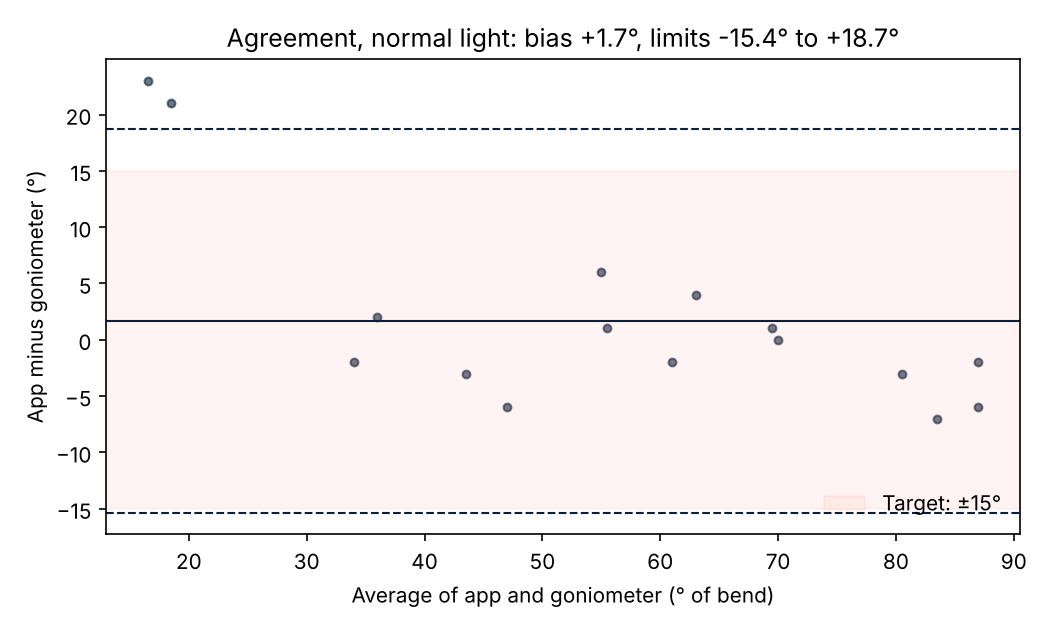 Agreement, normal light: bias +1.7°, limits -15.4° to +18.7°
App minus goniometer (°)
20
15
10
5
0
−5
−10
−15
Target: ±15°
20 30 40 50 60 70 80 90
Average of app and goniometer (° of bend)